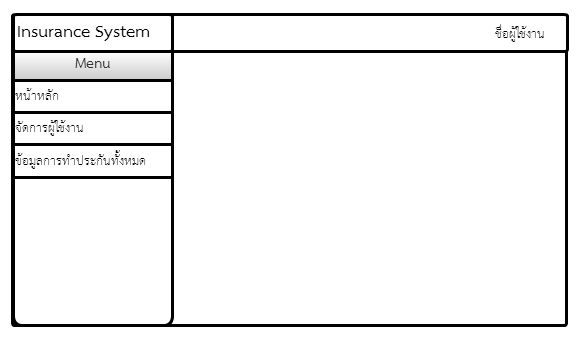 Insurance System
ชื่อผู้ใช้งาน
Menu
หน้าหลัก
จัดการผู้ใช้งาน
ข้อมูลการทำประกันทั้งหมด